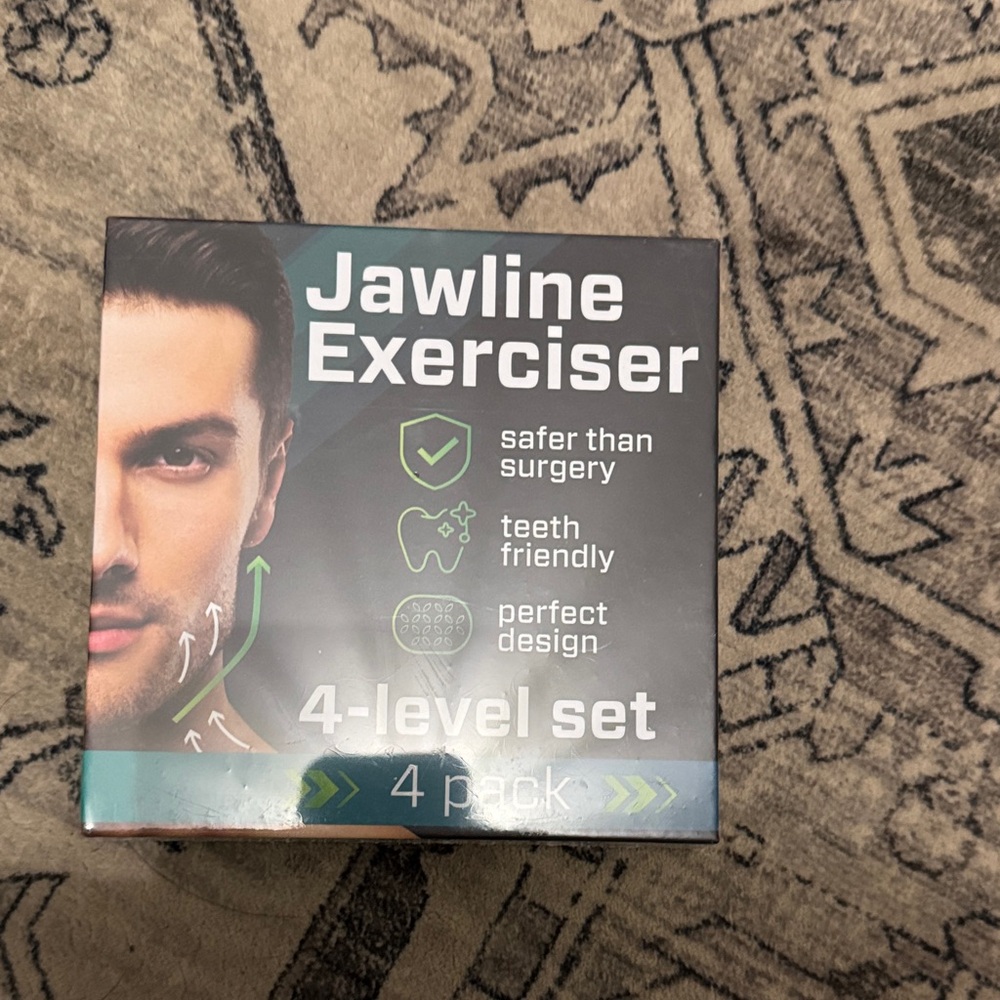 Jawline
Exerciser
safer than
surgery
teeth
friendly
perfect
design
4-level set
4 pack